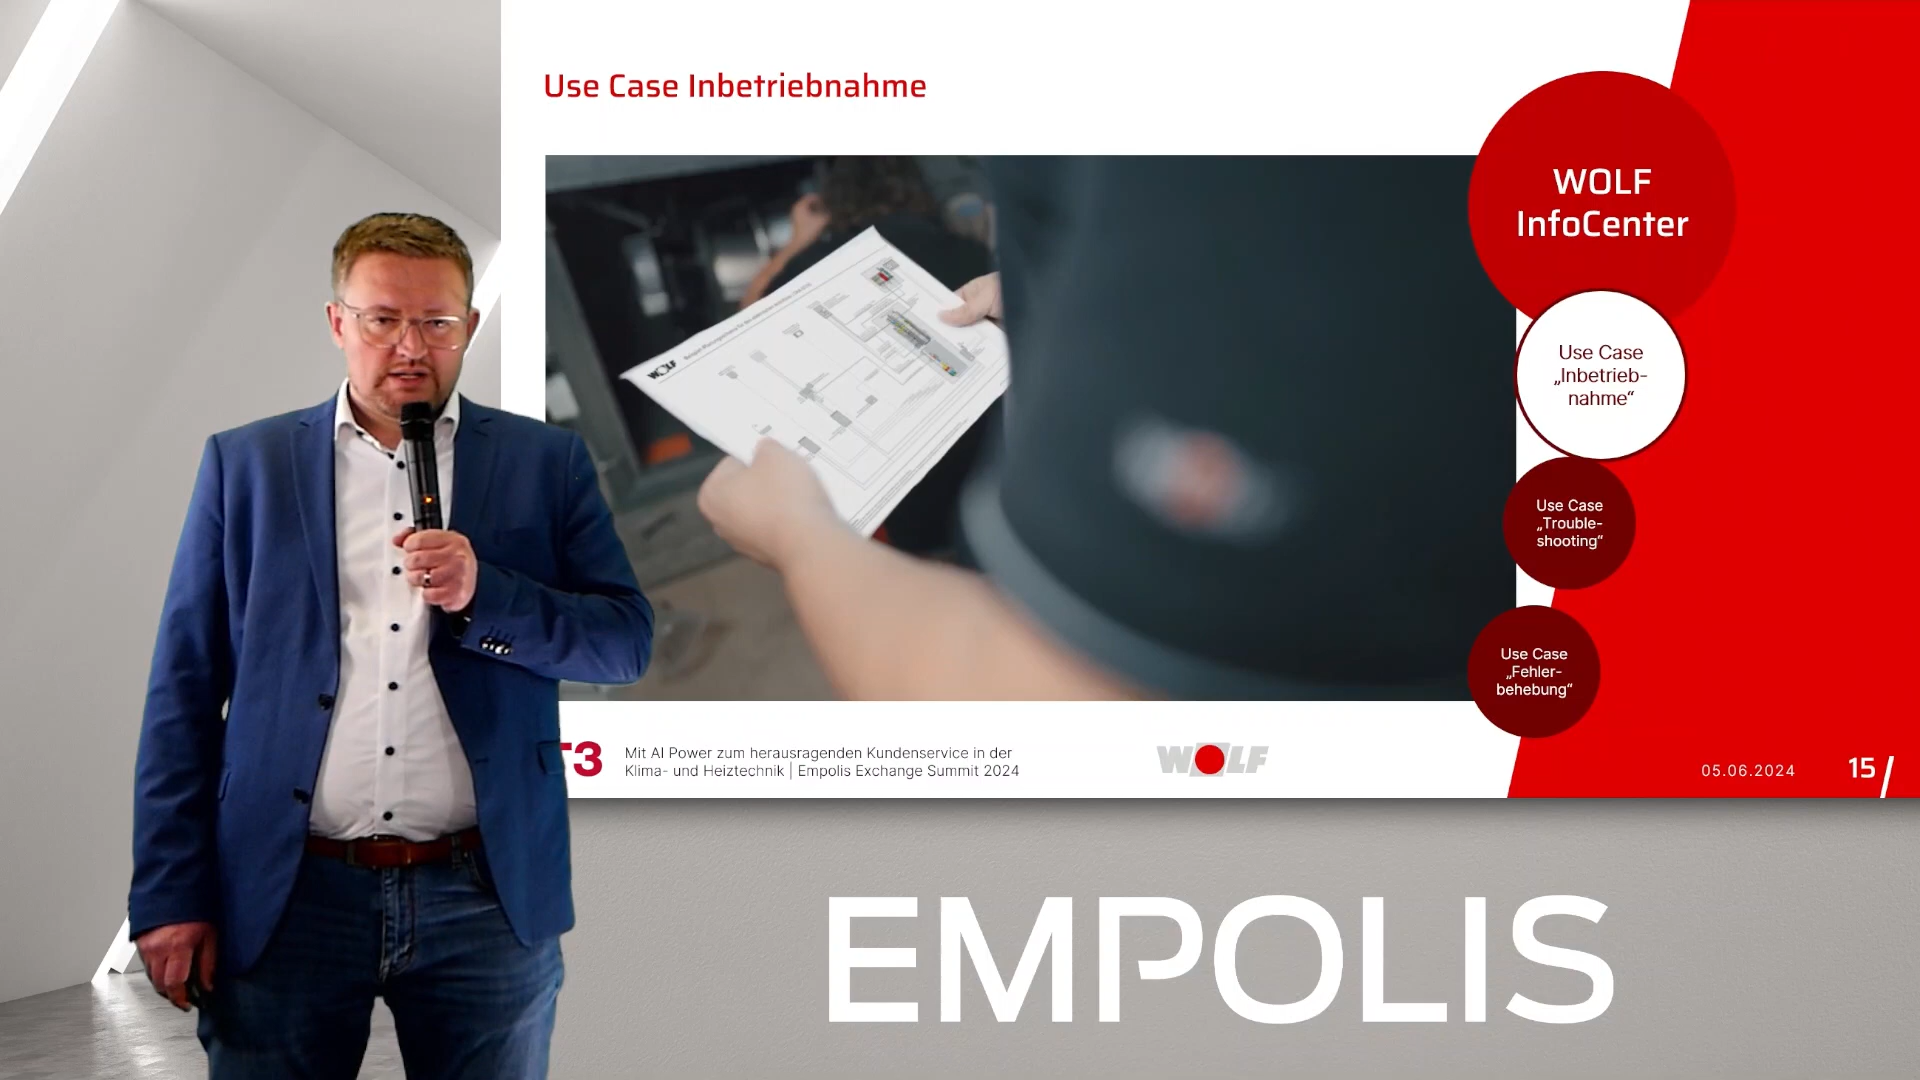 Use Case Inbetriebnahme
WOLF
InfoCenter
Use Case
„Inbetrieb-
nahme“
Use Case
„Trouble-
shooting“
Use Case
„Fehler-
behebung“
WOLF
T3
Mit AI Power zum herausragenden Kundenservice in der
Klima- und Heiztechnik | Empolis Exchange Summit 2024
WOLF
05.06.2024
15
EMPOLIS